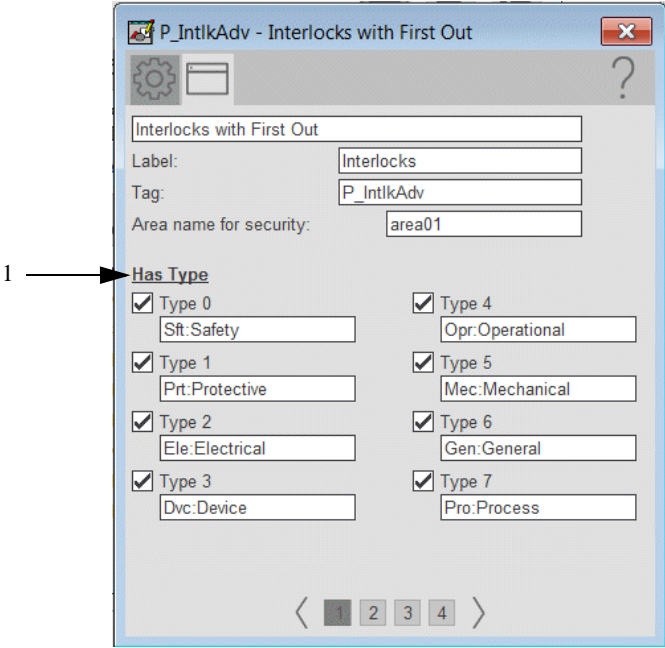 P_IntlkAdv - Interlocks with First Out
?
Interlocks with First Out
Label: Interlocks
Tag: P_IntlkAdv
Area name for security: area01
1
Has Type
Type 0
Sft:Safety
Type 1
Prt:Protective
Type 2
Ele:Electrical
Type 3
Dvc:Device
Type 4
Opr:Operational
Type 5
Mec:Mechanical
Type 6
Gen:General
Type 7
Pro:Process
1 2 3 4